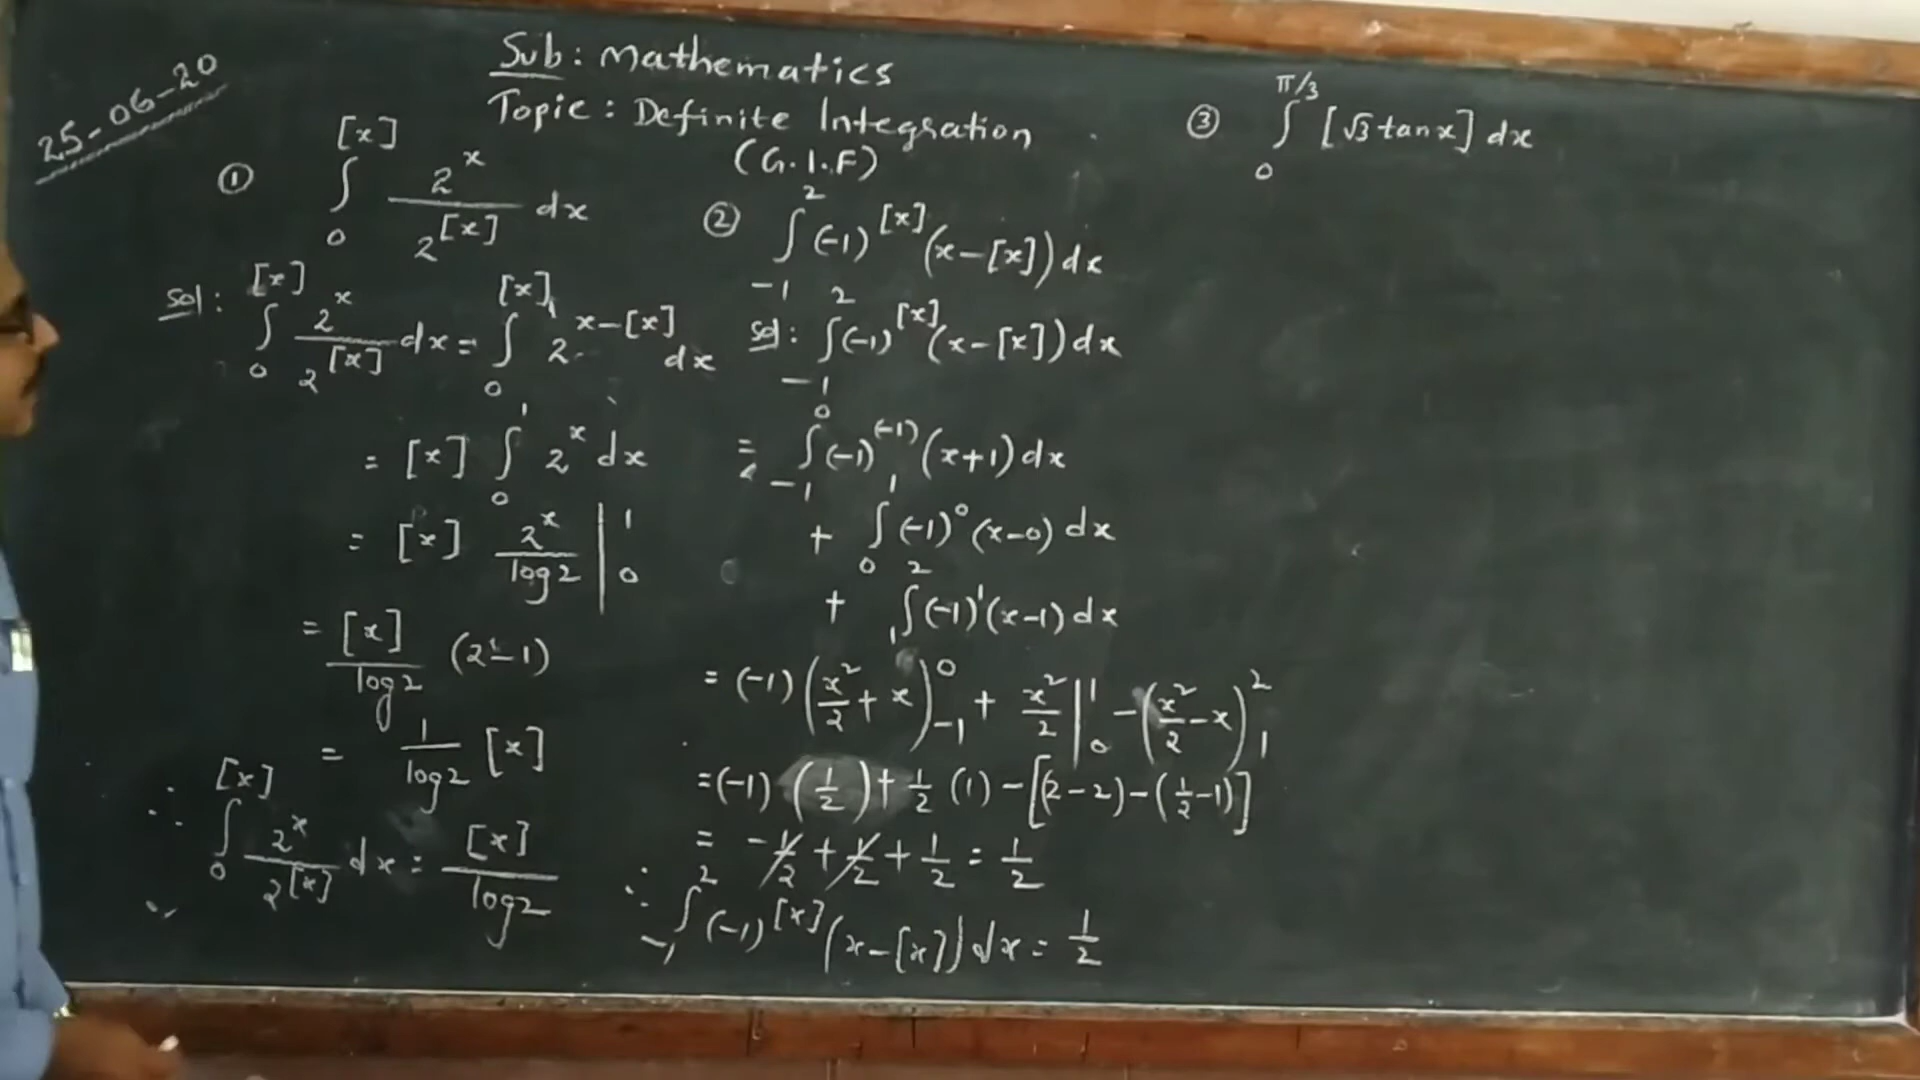 25-06-20
Sub: Mathematics
Topic: Definite Integration
(G.I.F)
① ∫₀^[x] 2^x / 2^[x] dx
Sol: ∫₀^[x] 2^x / 2^[x] dx = ∫₀^[x]·1 2^(x-[x]) dx
= [x] ∫₀^1 2^x dx
= [x] 2^x / log2 |₀^1
= [x] / log2 (2^1-1)
= 1 / log2 [x]
∴ ∫₀^[x] 2^x / 2^[x] dx = [x] / log2
② ∫₋₁^2 (-1)^[x] (x-[x]) dx
Sol: ∫₋₁^2 (-1)^[x] (x-[x]) dx
= ∫₋₁^0 (-1)^(-1) (x+1) dx
+ ∫₀^1 (-1)^0 (x-0) dx
+ ∫₁^2 (-1)^1 (x-1) dx
= (-1) (x²/2 + x)₋₁^0 + x²/2 |₀^1 - (x²/2 - x)₁^2
= (-1) (1/2) + 1/2 (1) - [(2-2) - (1/2-1)]
= -1/2 + 1/2 + 1/2 = 1/2
∴ ∫₋₁^2 (-1)^[x] (x-[x]) dx = 1/2
③ ∫₀^π/3 [√3 tan x] dx